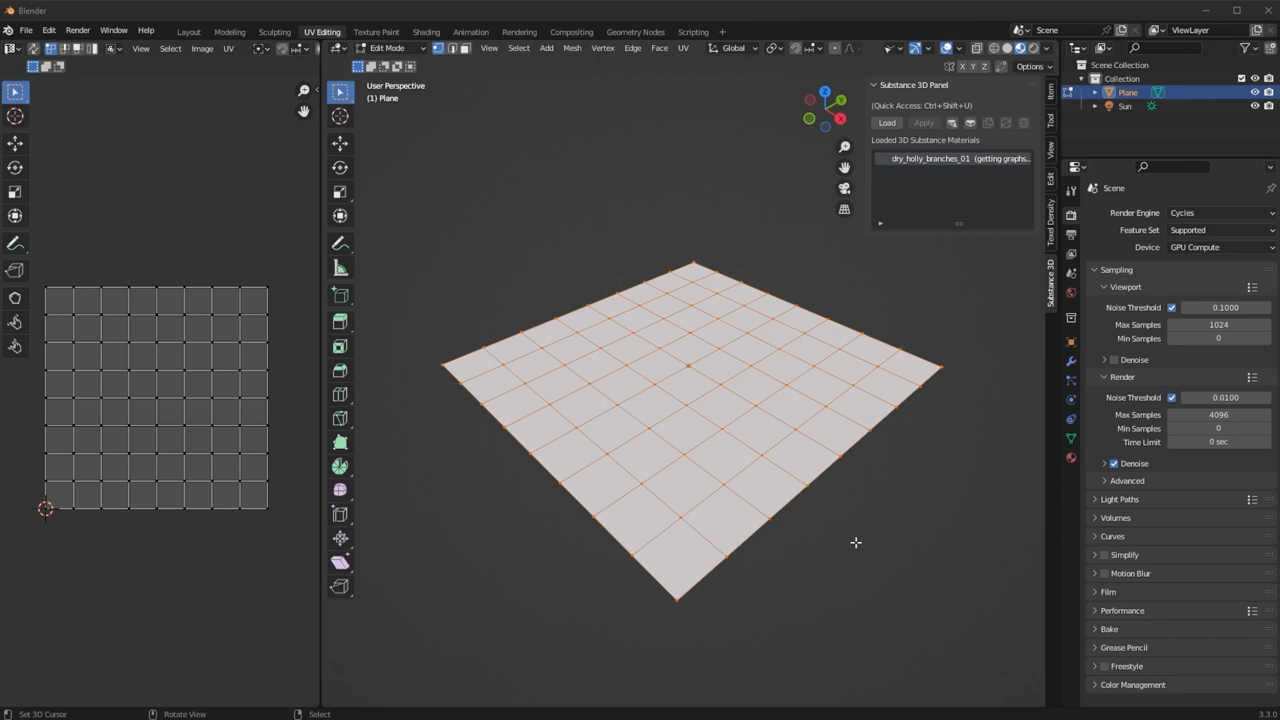 Blender
File Edit Render Window Help Layout Modeling Sculpting UV Editing Texture Paint Shading Animation Rendering Compositing Geometry Nodes Scripting + Scene ViewLayer
View Select Image UV Edit Mode View Select Add Mesh Vertex Edge Face UV Global
X Y Z Options
Scene Collection
Collection
Plane
Sun
User Perspective
(1) Plane
Z
Y
X
Substance 3D Panel
(Quick Access: Ctrl+Shift+U)
Load Apply
Loaded 3D Substance Materials
dry_holly_branches_01 (getting graphs...
Item
Tool
View
Edit
Texel Density
Substance 3D
Scene
Render Engine Cycles
Feature Set Supported
Device GPU Compute
Sampling
Viewport
Noise Threshold 0.1000
Max Samples 1024
Min Samples 0
Denoise
Render
Noise Threshold 0.0100
Max Samples 4096
Min Samples 0
Time Limit 0 sec
Denoise
Advanced
Light Paths
Volumes
Curves
Simplify
Motion Blur
Film
Performance
Bake
Grease Pencil
Freestyle
Color Management
Set 3D Cursor Rotate View Select 3.3.0